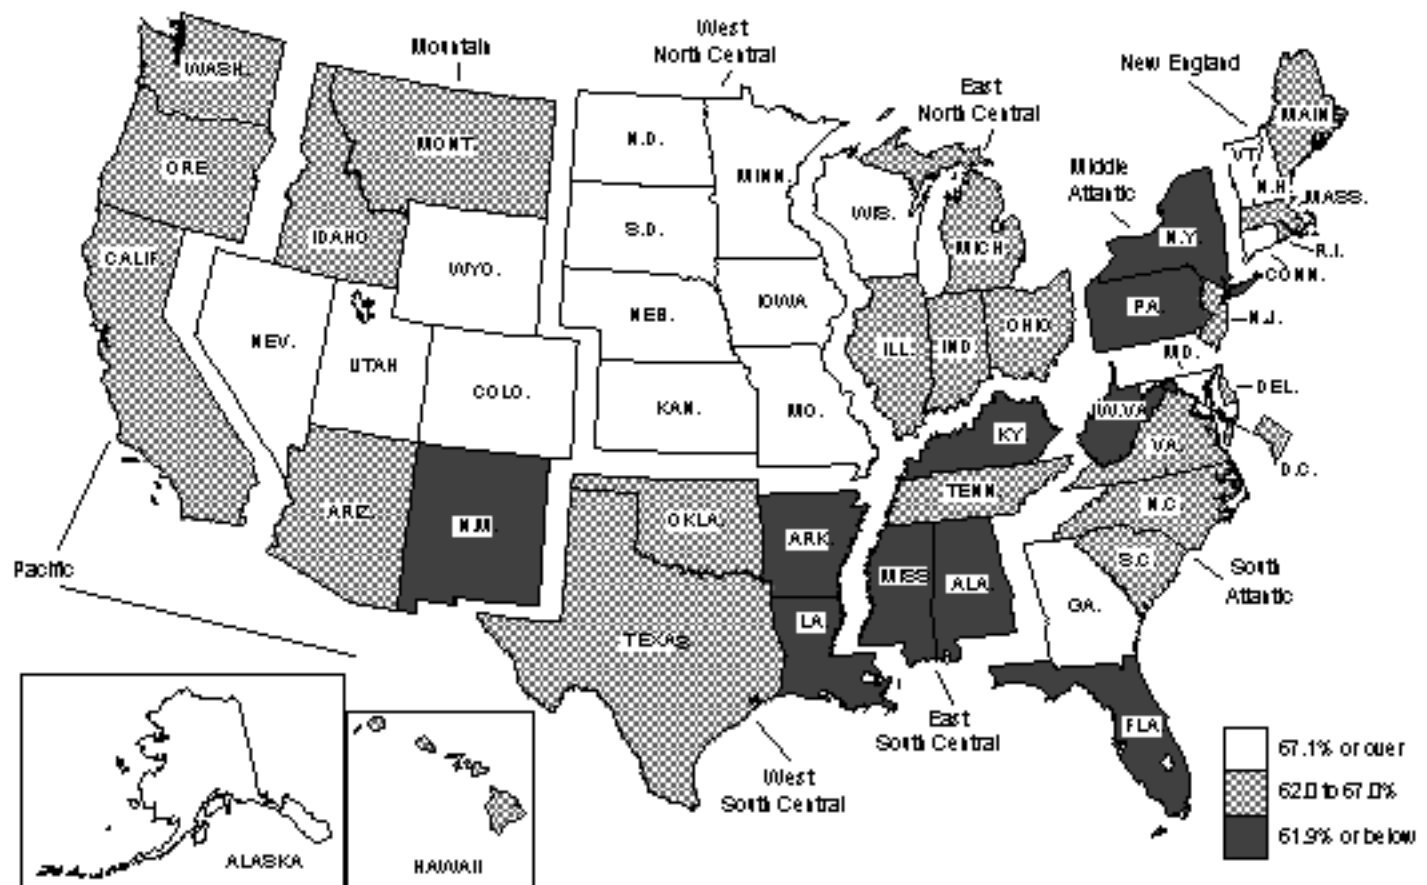 Mountain
West
North Central
East
North Central
New England
Middle
Atlantic
WASH.
ORE
CALIF.
MONT.
IDAHO
WYO.
NEV.
UTAH
COLO.
ARIZ.
N.M.
N.D.
S.D.
NEB.
KAN.
MINN.
IOWA
MO.
WIS.
MICH
ILL.
IND
OHIO
KY.
TENN.
MISS
ALA.
OKLA.
ARK.
TEXAS
LA.
MAINE
VT.
N.H.
MASS.
R.I.
CONN.
N.Y.
PA.
N.J.
MD.
DEL.
D.C.
W.VA
VA.
N.C.
S.C.
GA.
FLA
Pacific
South
Atlantic
East
South Central
West
South Central
ALASKA
HAWAII
67.1% or over
62.0 to 67.0%
61.9% or below